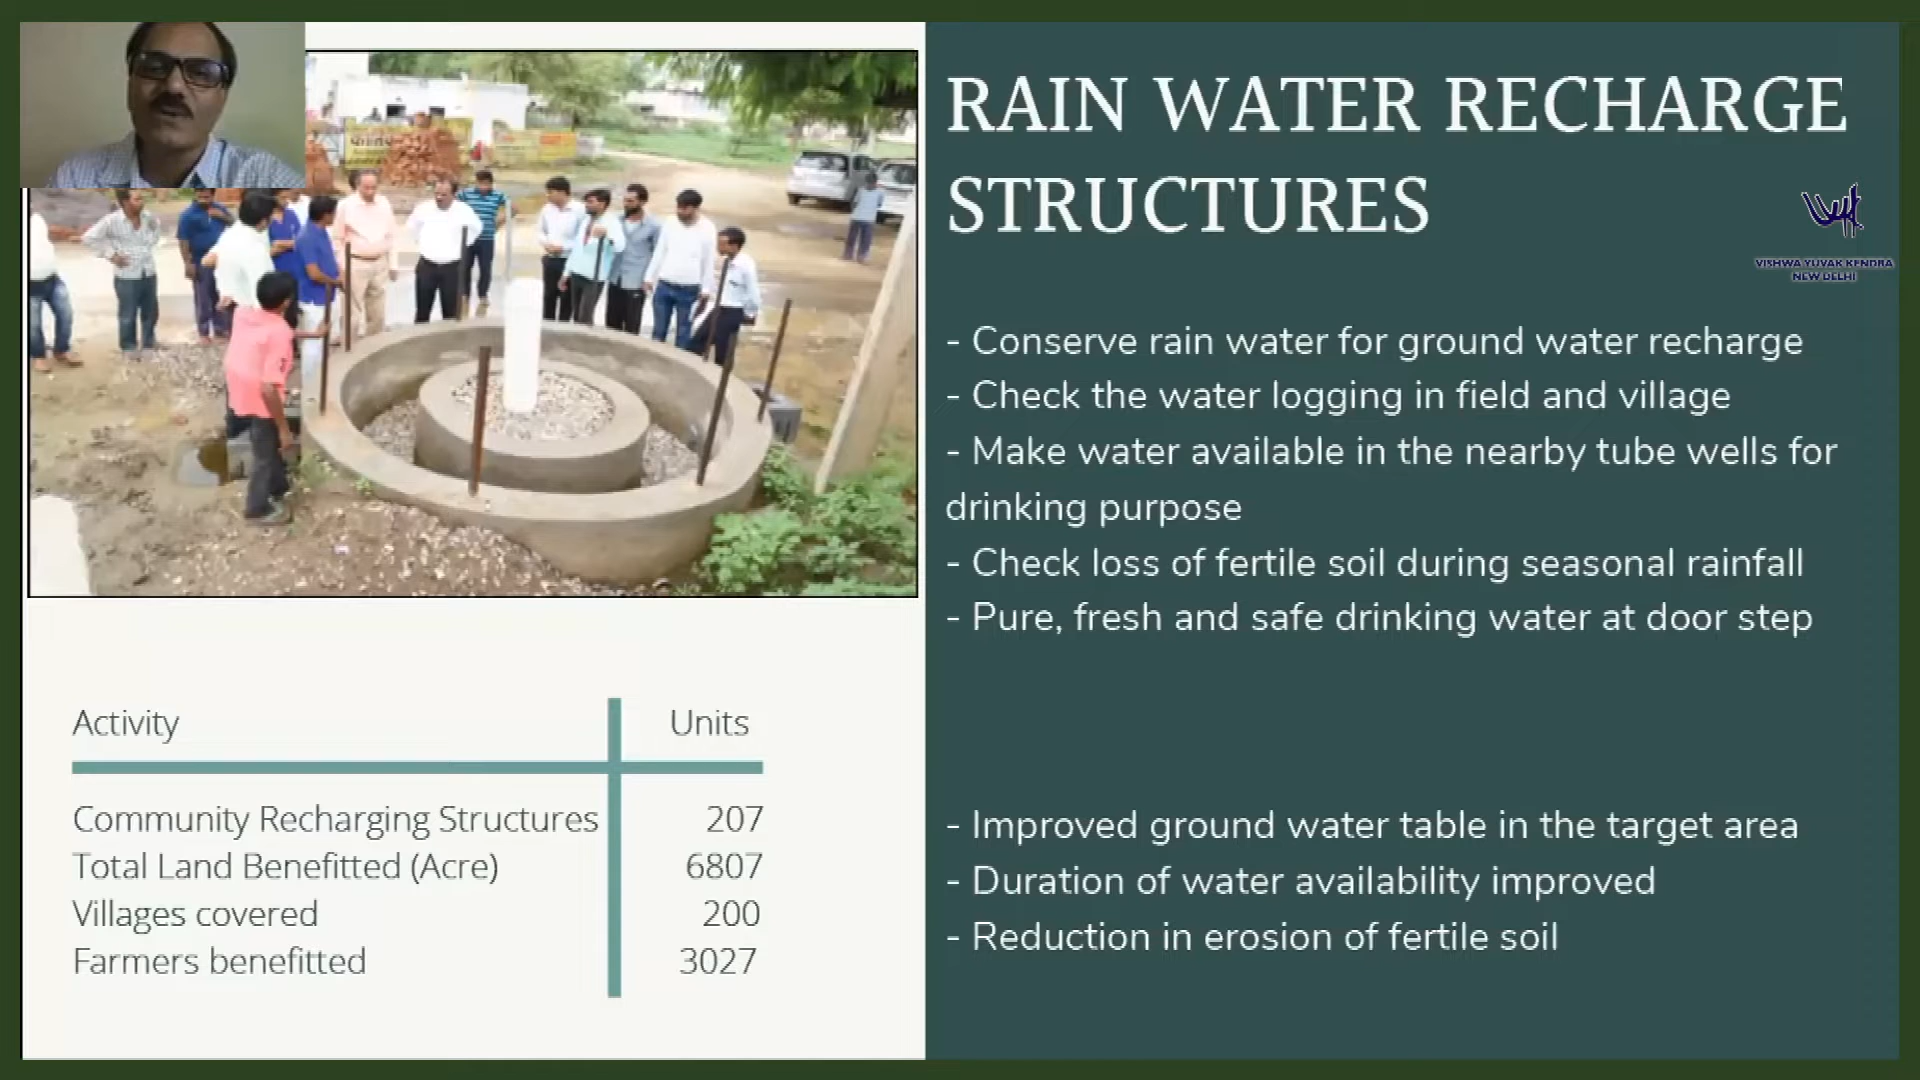 RAIN WATER RECHARGE
STRUCTURES
VISHWA YUVAK KENDRA
NEW DELHI
- Conserve rain water for ground water recharge
- Check the water logging in field and village
- Make water available in the nearby tube wells for
drinking purpose
- Check loss of fertile soil during seasonal rainfall
- Pure, fresh and safe drinking water at door step
- Improved ground water table in the target area
- Duration of water availability improved
- Reduction in erosion of fertile soil
Activity Units
Community Recharging Structures 207
Total Land Benefitted (Acre) 6807
Villages covered 200
Farmers benefitted 3027